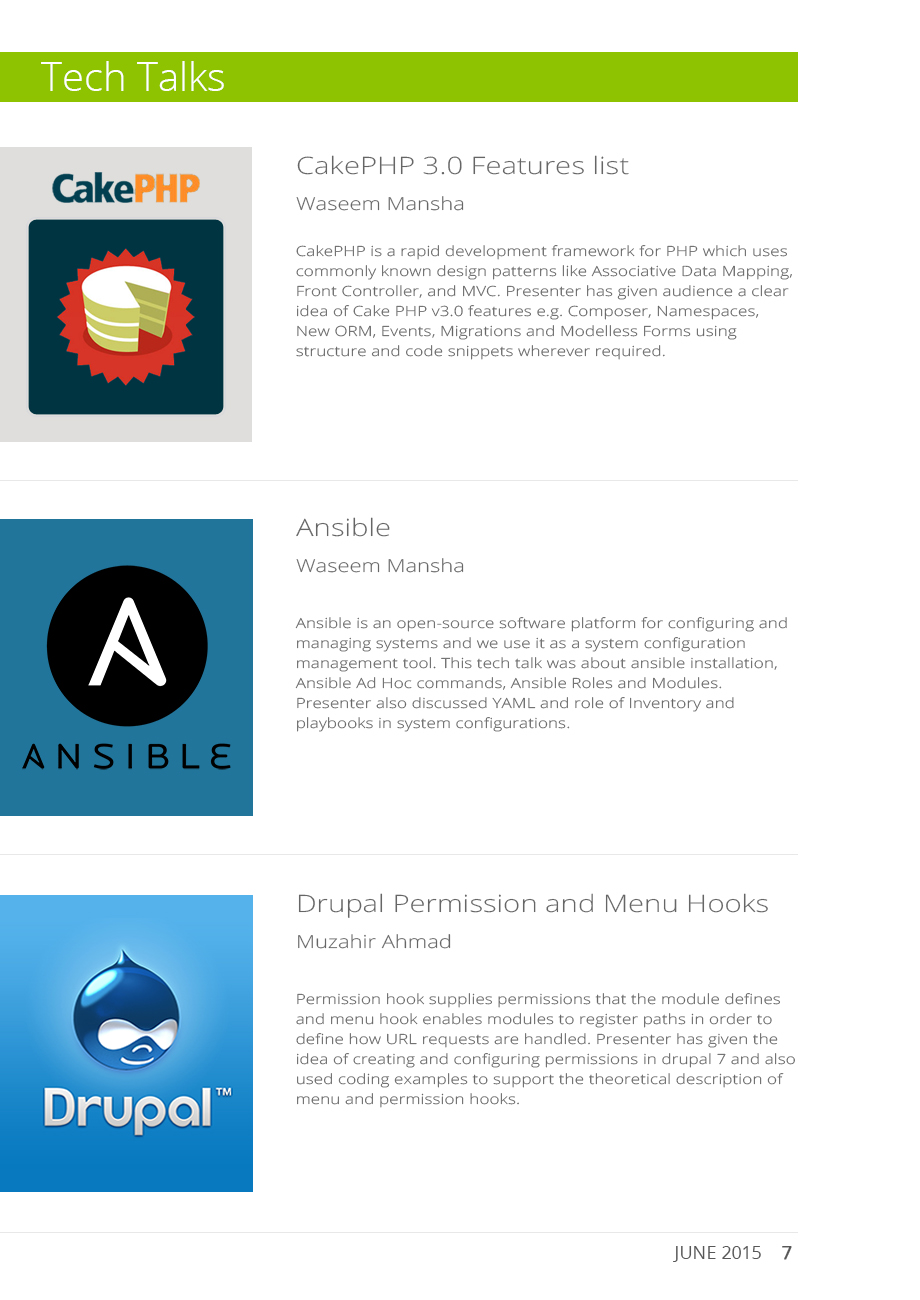 Tech Talks
CakePHP
CakePHP 3.0 Features list
Waseem Mansha
CakePHP is a rapid development framework for PHP which uses
commonly known design patterns like Associative Data Mapping,
Front Controller, and MVC. Presenter has given audience a clear
idea of Cake PHP v3.0 features e.g. Composer, Namespaces,
New ORM, Events, Migrations and Modelless Forms using
structure and code snippets wherever required.
ANSIBLE
Ansible
Waseem Mansha
Ansible is an open-source software platform for configuring and
managing systems and we use it as a system configuration
management tool. This tech talk was about ansible installation,
Ansible Ad Hoc commands, Ansible Roles and Modules.
Presenter also discussed YAML and role of Inventory and
playbooks in system configurations.
Drupal™
Drupal Permission and Menu Hooks
Muzahir Ahmad
Permission hook supplies permissions that the module defines
and menu hook enables modules to register paths in order to
define how URL requests are handled. Presenter has given the
idea of creating and configuring permissions in drupal 7 and also
used coding examples to support the theoretical description of
menu and permission hooks.
JUNE 2015 7